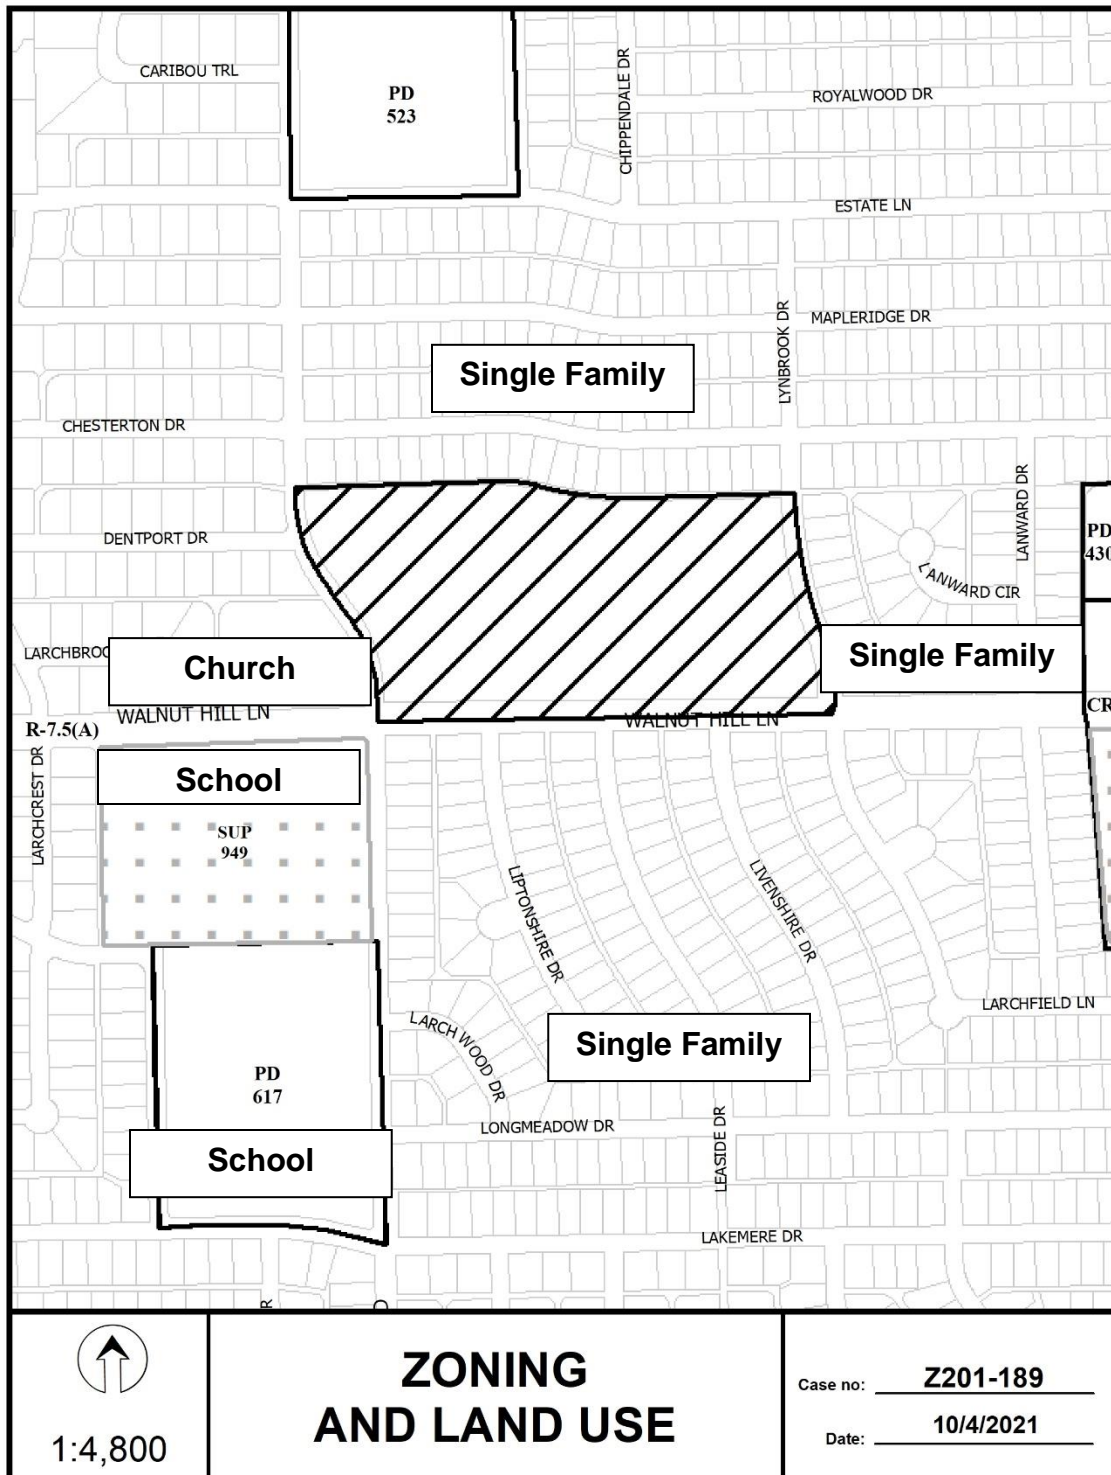 CARIBOU TRL
PD
523
CHIPPENDALE DR
ROYALWOOD DR
ESTATE LN
LYNBROOK DR
MAPLERIDGE DR
Single Family
CHESTERTON DR
DENTPORT DR
LANWARD DR
PD
430
LANWARD CIR
LARCHBROO
Church
Single Family
WALNUT HILL LN
WALNUT HILL LN
CR
R-7.5(A)
LARCHCREST DR
School
SUP
949
LIPTONSHIRE DR
LIVENSHIRE DR
LARCHFIELD LN
LARCH WOOD DR
Single Family
PD
617
LONGMEADOW DR
LEASIDE DR
School
LAKEMERE DR
R
1:4,800
ZONING
AND LAND USE
Case no: Z201-189
Date: 10/4/2021